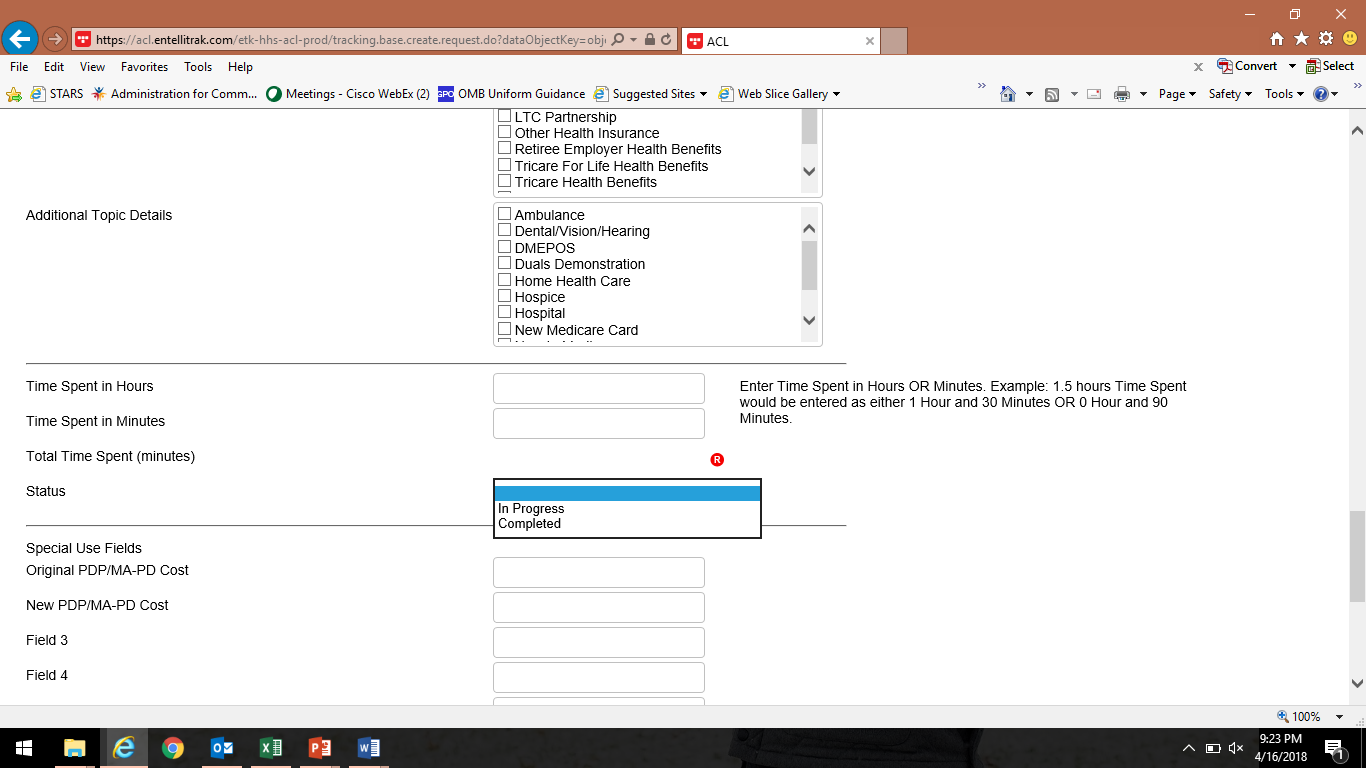 https://acl.entellitrak.com/etk-hhs-acl-prod/tracking.base.create.request.do?dataObjectKey=obj
ACL
File Edit View Favorites Tools Help
Convert Select
STARS Administration for Comm... Meetings - Cisco WebEx (2) GPO OMB Uniform Guidance Suggested Sites Web Slice Gallery
Page Safety Tools
LTC Partnership
Other Health Insurance
Retiree Employer Health Benefits
Tricare For Life Health Benefits
Tricare Health Benefits
Additional Topic Details
Ambulance
Dental/Vision/Hearing
DMEPOS
Duals Demonstration
Home Health Care
Hospice
Hospital
New Medicare Card
Time Spent in Hours
Enter Time Spent in Hours OR Minutes. Example: 1.5 hours Time Spent
would be entered as either 1 Hour and 30 Minutes OR 0 Hour and 90
Minutes.
Time Spent in Minutes
Total Time Spent (minutes)
R
Status
In Progress
Completed
Special Use Fields
Original PDP/MA-PD Cost
New PDP/MA-PD Cost
Field 3
Field 4
100%
9:23 PM
4/16/2018
1